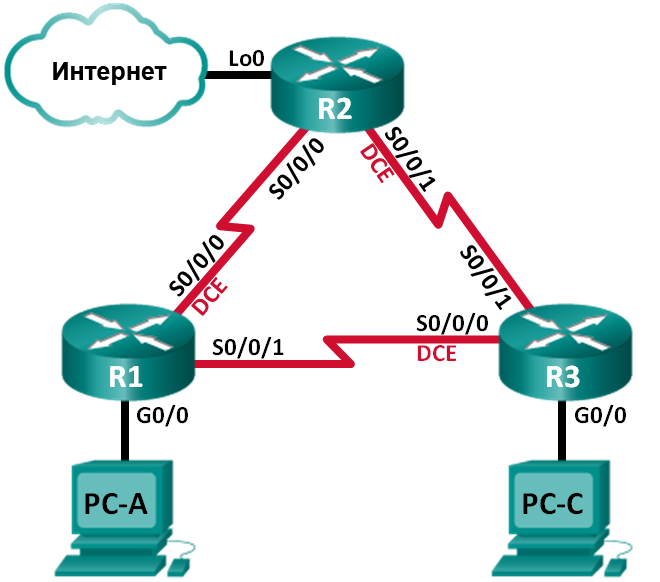 Интернет
Lo0
R2
S0/0/0
DCE
S0/0/1
S0/0/0
DCE
S0/0/1
R1
S0/0/1
S0/0/0
DCE
R3
G0/0
G0/0
PC-A
PC-C